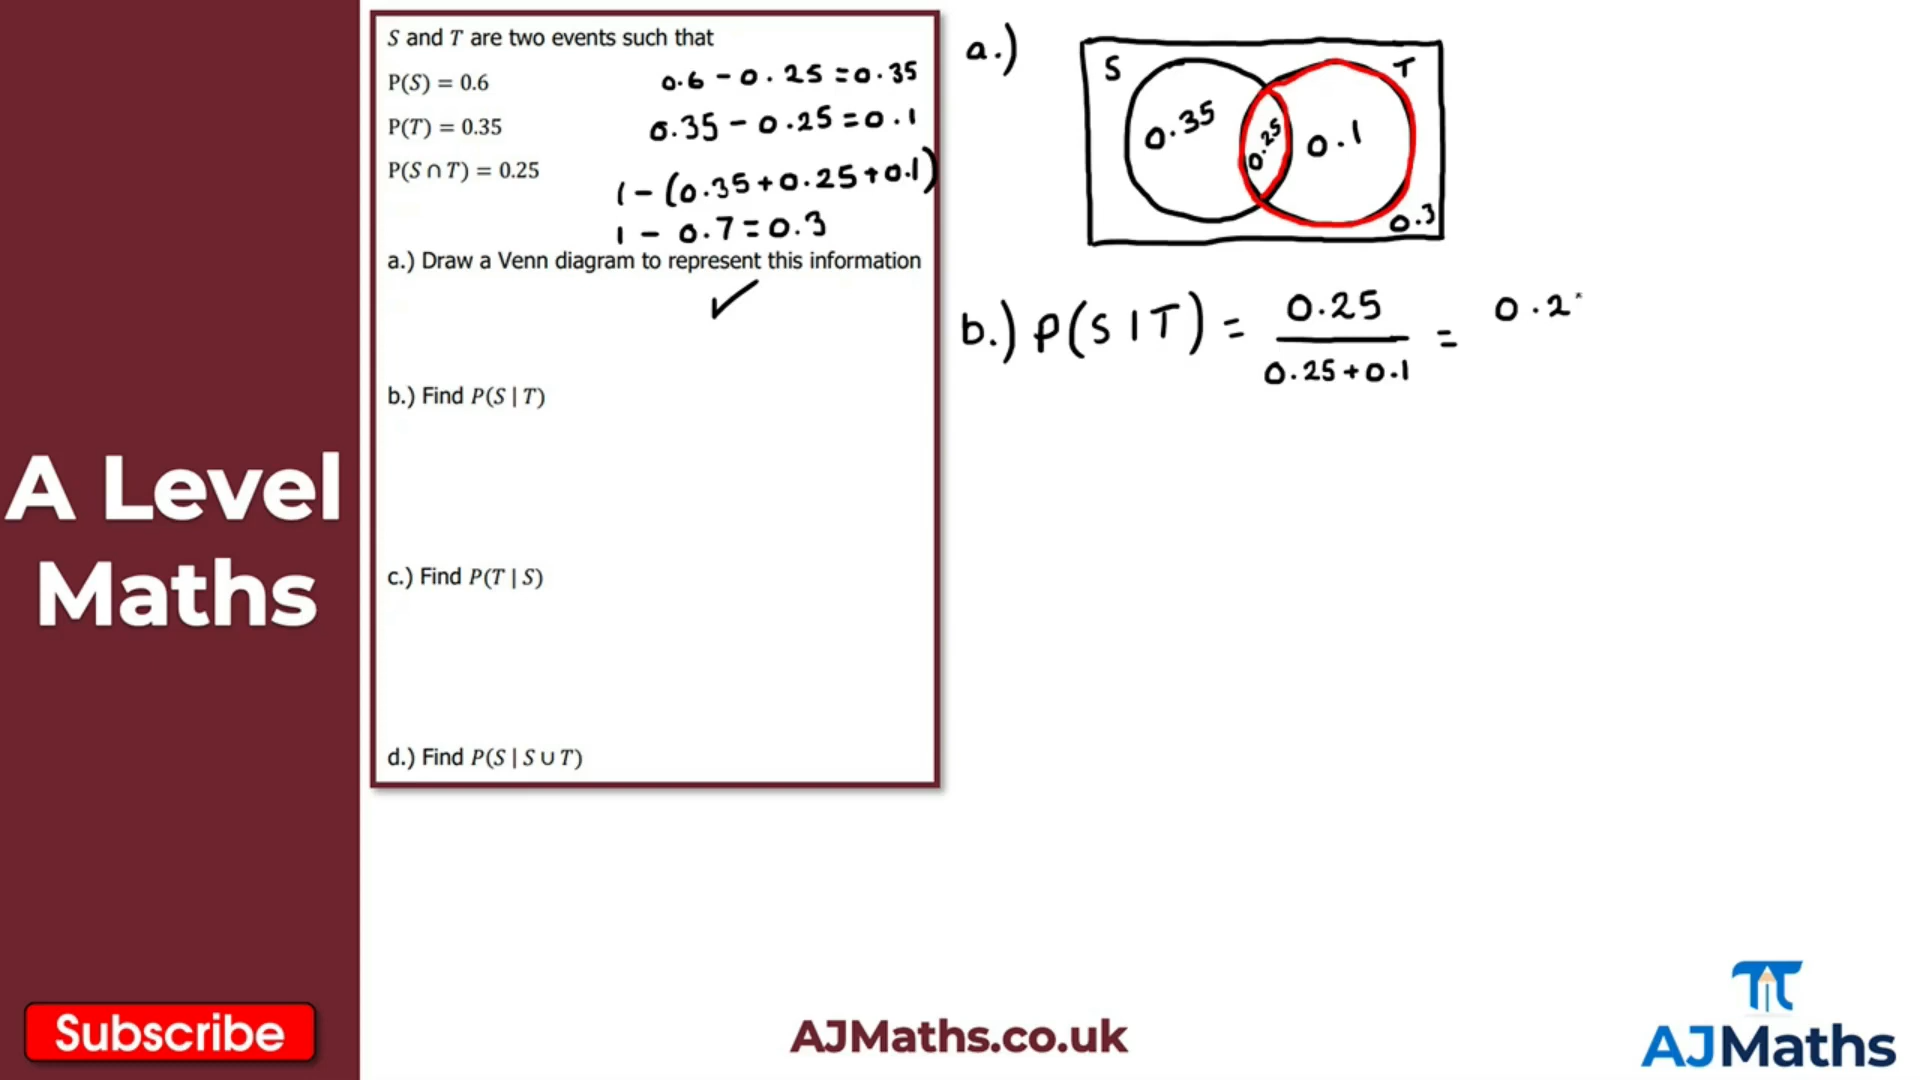 A Level
Maths
Subscribe
S and T are two events such that
P(S) = 0.6
P(T) = 0.35
P(S ∩ T) = 0.25
0.6 - 0.25 = 0.35
0.35 - 0.25 = 0.1
1 - (0.35 + 0.25 + 0.1)
1 - 0.7 = 0.3
a.) Draw a Venn diagram to represent this information
b.) Find P(S | T)
c.) Find P(T | S)
d.) Find P(S | S ∪ T)
a.)
S
T
0.35
0.25
0.1
0.3
b.) P(S | T) = 0.25 / 0.25 + 0.1 = 0.2
AJMaths.co.uk
AJMaths